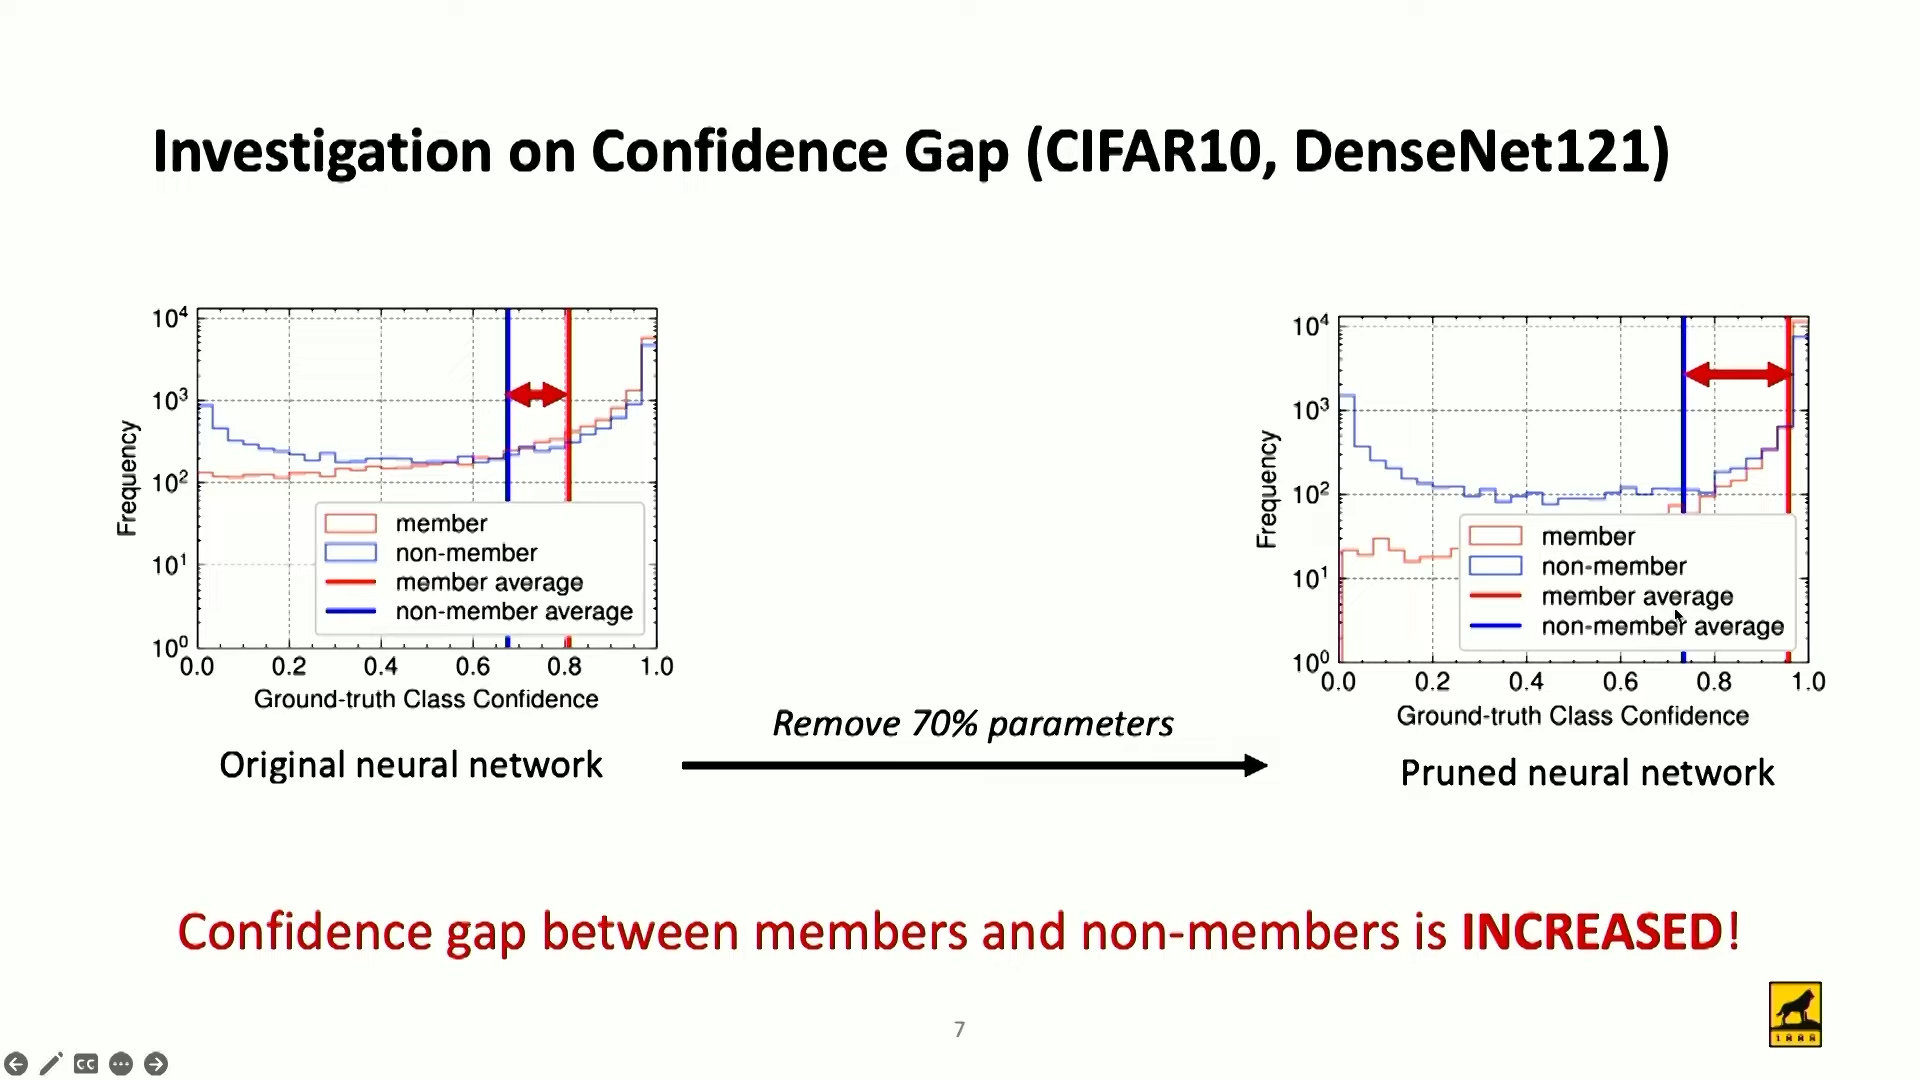 Investigation on Confidence Gap (CIFAR10, DenseNet121)
10⁴
10³
10²
10¹
10⁰
Frequency
member
non-member
member average
non-member average
0.0 0.2 0.4 0.6 0.8 1.0
Ground-truth Class Confidence
Original neural network
Remove 70% parameters
10⁴
10³
10²
10¹
10⁰
Frequency
member
non-member
member average
non-member average
0.0 0.2 0.4 0.6 0.8 1.0
Ground-truth Class Confidence
Pruned neural network
Confidence gap between members and non-members is INCREASED!
7
1888
CC